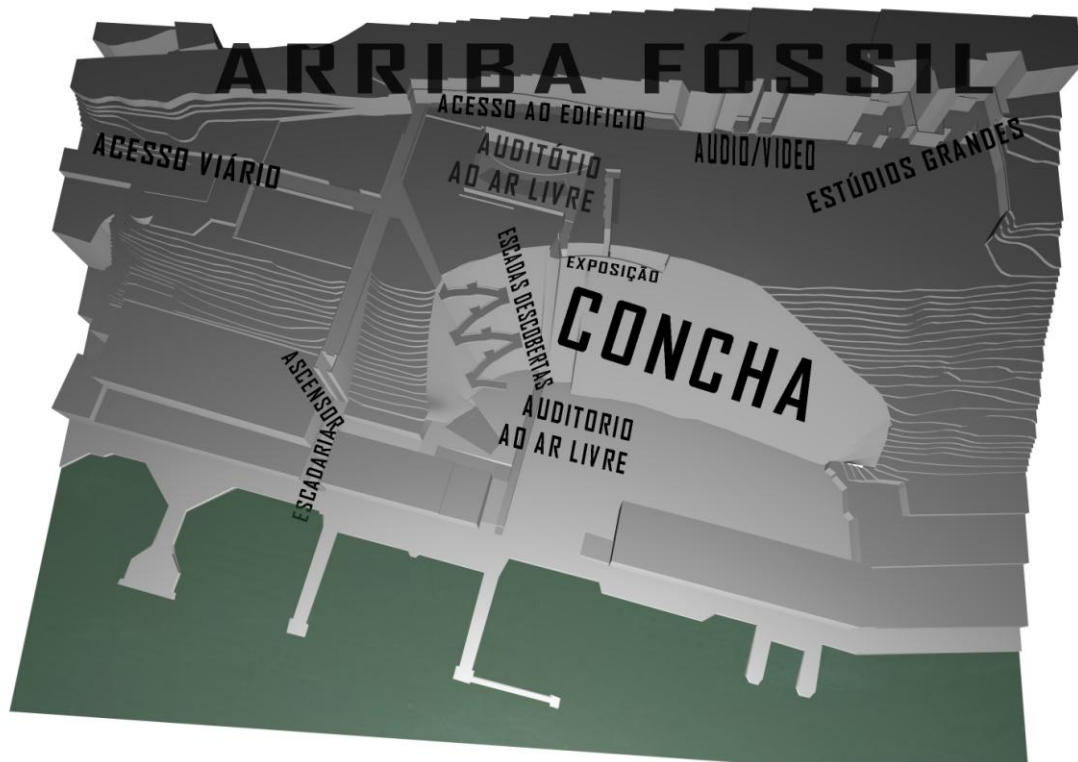 ARRIBA FÓSSIL
ACESSO AO EDIFICIO
ACESSO VIÁRIO
AUDITÓTIO
AO AR LIVRE
AUDIO/VIDEO
ESTÚDIOS GRANDES
ESCADAS DESCOBERTAS
EXPOSIÇÃO
CONCHA
ASCENSOR
ESCADARIA
AUDITORIO
AO AR LIVRE